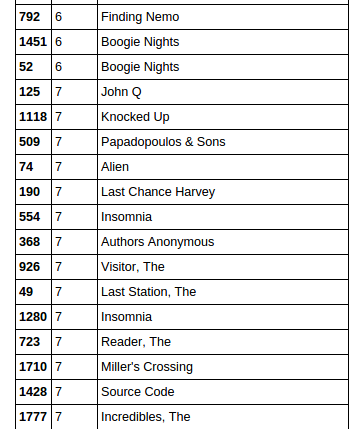 792 6 Finding Nemo
1451 6 Boogie Nights
52 6 Boogie Nights
125 7 John Q
1118 7 Knocked Up
509 7 Papadopoulos & Sons
74 7 Alien
190 7 Last Chance Harvey
554 7 Insomnia
368 7 Authors Anonymous
926 7 Visitor, The
49 7 Last Station, The
1280 7 Insomnia
723 7 Reader, The
1710 7 Miller's Crossing
1428 7 Source Code
1777 7 Incredibles, The